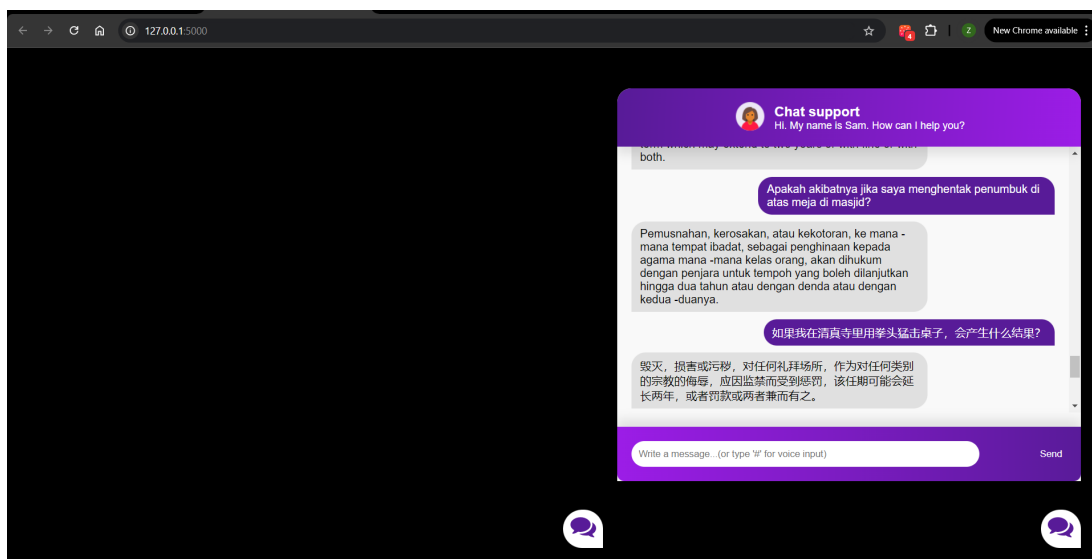 127.0.0.1:5000
4
Z
New Chrome available
Chat support
Hi. My name is Sam. How can I help you?
both.
Apakah akibatnya jika saya menghentak penumbuk di
atas meja di masjid?
Pemusnahan, kerosakan, atau kekotoran, ke mana -
mana tempat ibadat, sebagai penghinaan kepada
agama mana -mana kelas orang, akan dihukum
dengan penjara untuk tempoh yang boleh dilanjutkan
hingga dua tahun atau dengan denda atau dengan
kedua -duanya.
如果我在清真寺里用拳头猛击桌子，会产生什么结果？
毁灭，损害或污秽，对任何礼拜场所，作为对任何类别
的宗教的侮辱，应因监禁而受到惩罚，该任期可能会延
长两年，或者罚款或两者兼而有之。
Write a message...(or type '#' for voice input)
Send